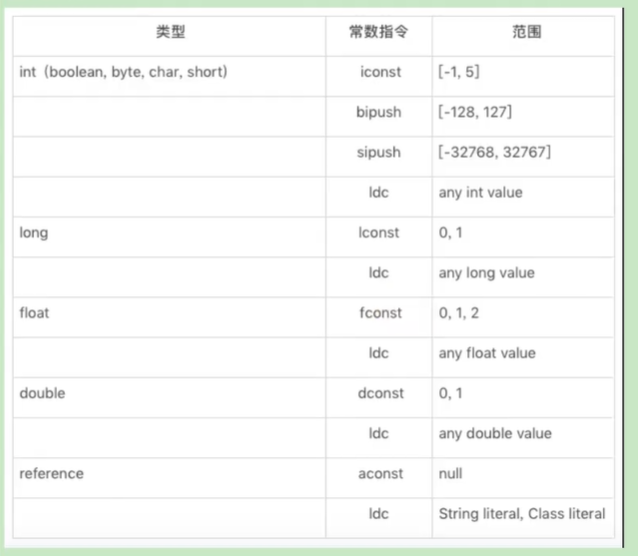 类型 常数指令 范围
int (boolean, byte, char, short) iconst [-1, 5]
bipush [-128, 127]
sipush [-32768, 32767]
ldc any int value
long lconst 0, 1
ldc any long value
float fconst 0, 1, 2
ldc any float value
double dconst 0, 1
ldc any double value
reference aconst null
ldc String literal, Class literal